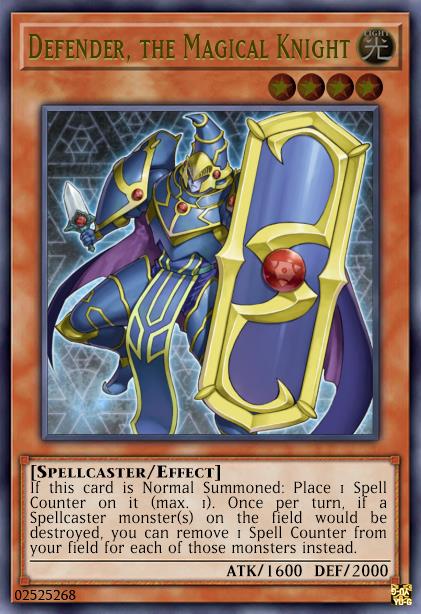 DEFENDER, THE MAGICAL KNIGHT
LIGHT
光
[SPELLCASTER/EFFECT]
If this card is Normal Summoned: Place 1 Spell
Counter on it (max. 1). Once per turn, if a
Spellcaster monster(s) on the field would be
destroyed, you can remove 1 Spell Counter from
your field for each of those monsters instead.
ATK/1600 DEF/2000
02525268